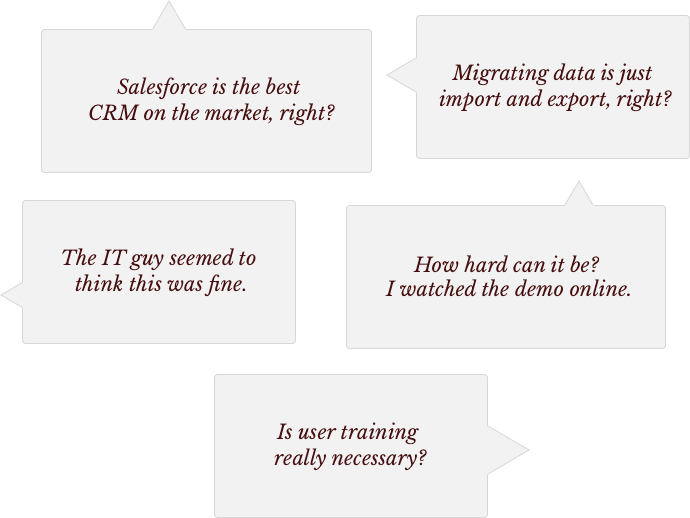 Salesforce is the best
CRM on the market, right?
Migrating data is just
import and export, right?
The IT guy seemed to
think this was fine.
How hard can it be?
I watched the demo online.
Is user training
really necessary?